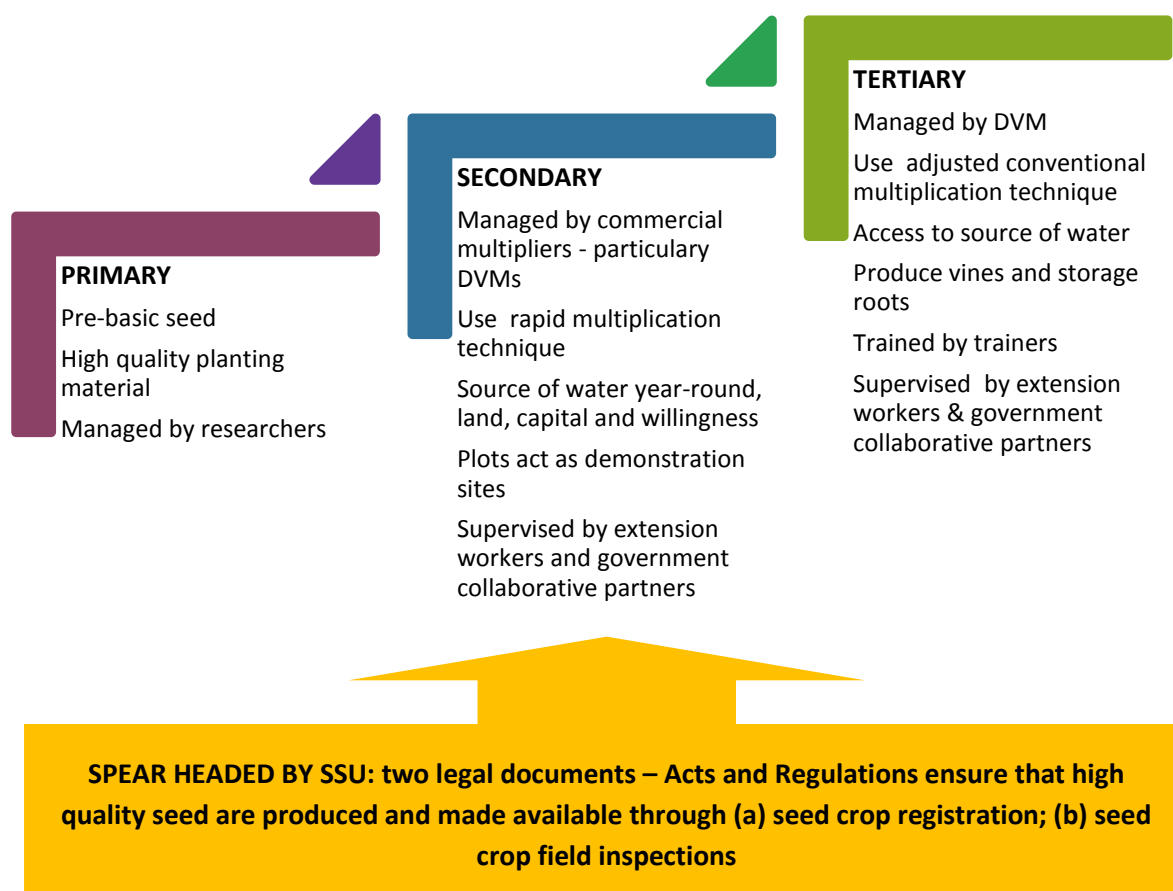 PRIMARY
Pre-basic seed
High quality planting
material
Managed by researchers
SECONDARY
Managed by commercial
multipliers - particulary
DVMs
Use rapid multiplication
technique
Source of water year-round,
land, capital and willingness
Plots act as demonstration
sites
Supervised by extension
workers and government
collaborative partners
TERTIARY
Managed by DVM
Use adjusted conventional
multiplication technique
Access to source of water
Produce vines and storage
roots
Trained by trainers
Supervised by extension
workers & government
collaborative partners
SPEAR HEADED BY SSU: two legal documents – Acts and Regulations ensure that high
quality seed are produced and made available through (a) seed crop registration; (b) seed
crop field inspections